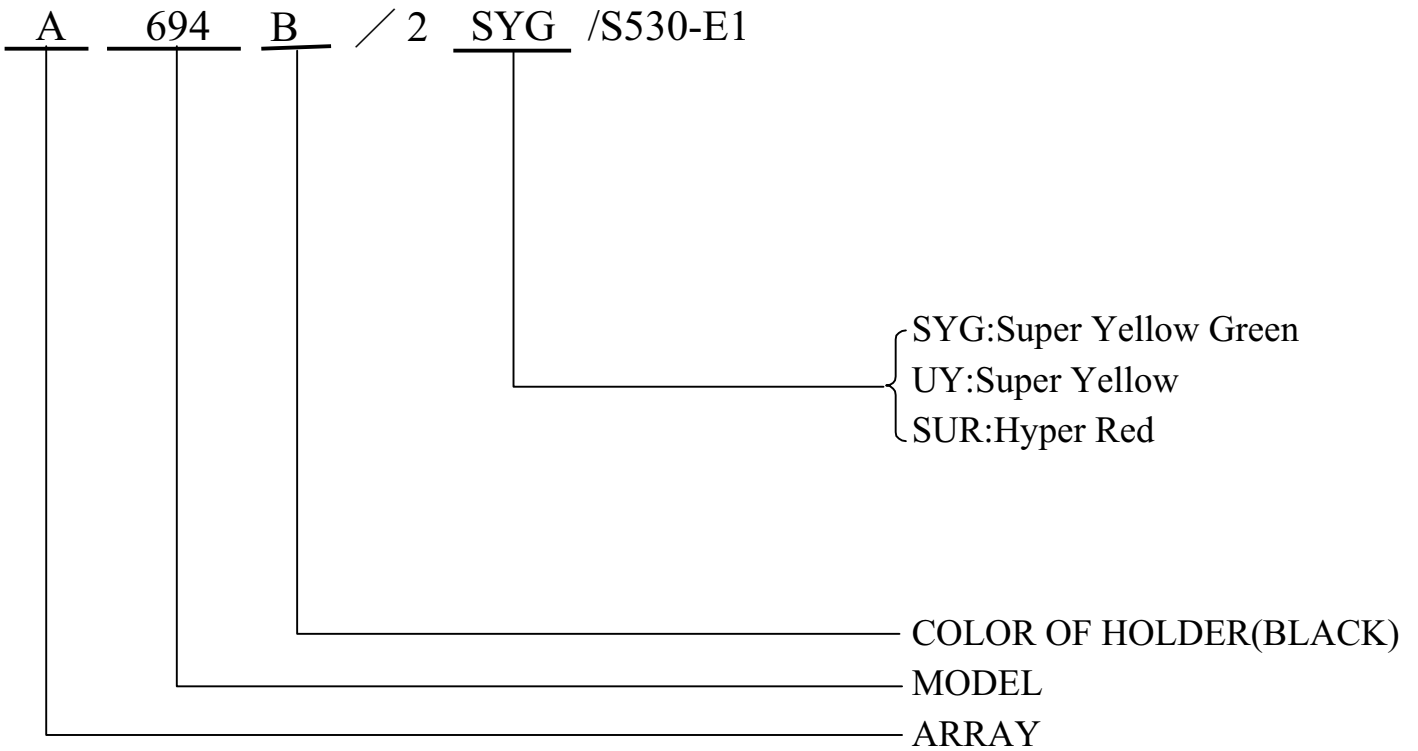 A 694 B ／2 SYG /S530-E1
SYG:Super Yellow Green
UY:Super Yellow
SUR:Hyper Red
COLOR OF HOLDER(BLACK)
MODEL
ARRAY